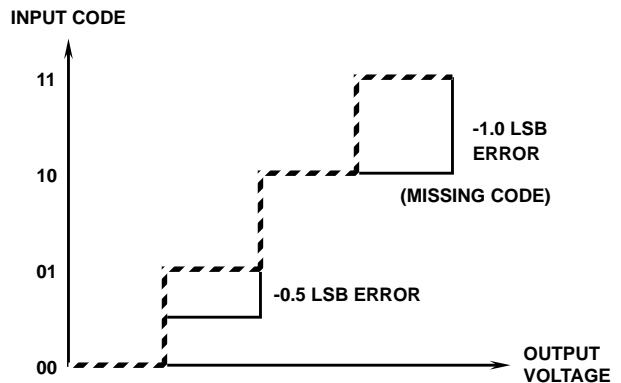 INPUT CODE
11
-1.0 LSB
ERROR
10
(MISSING CODE)
01
-0.5 LSB ERROR
00
OUTPUT
VOLTAGE